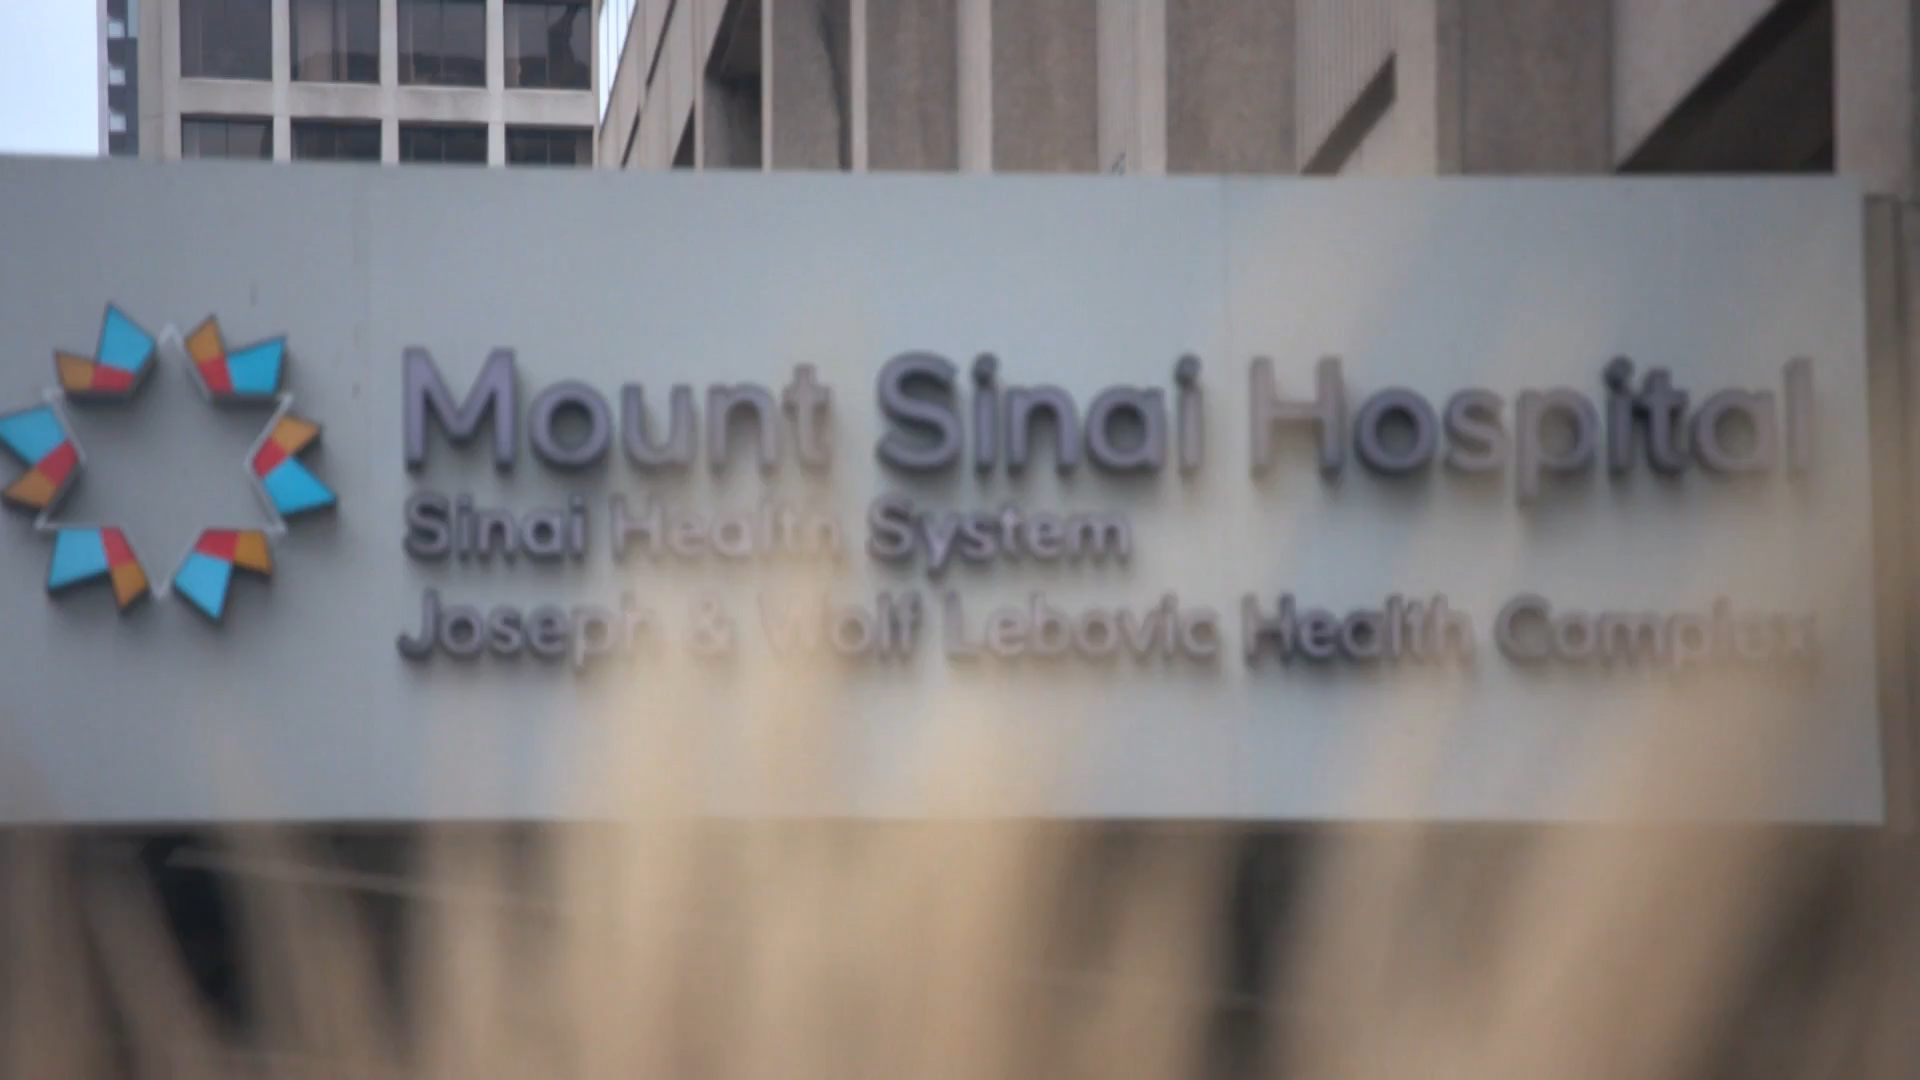 Mount Sinai Hospital
Sinai Health System
Joseph & Wolf Lebovic Health Complex